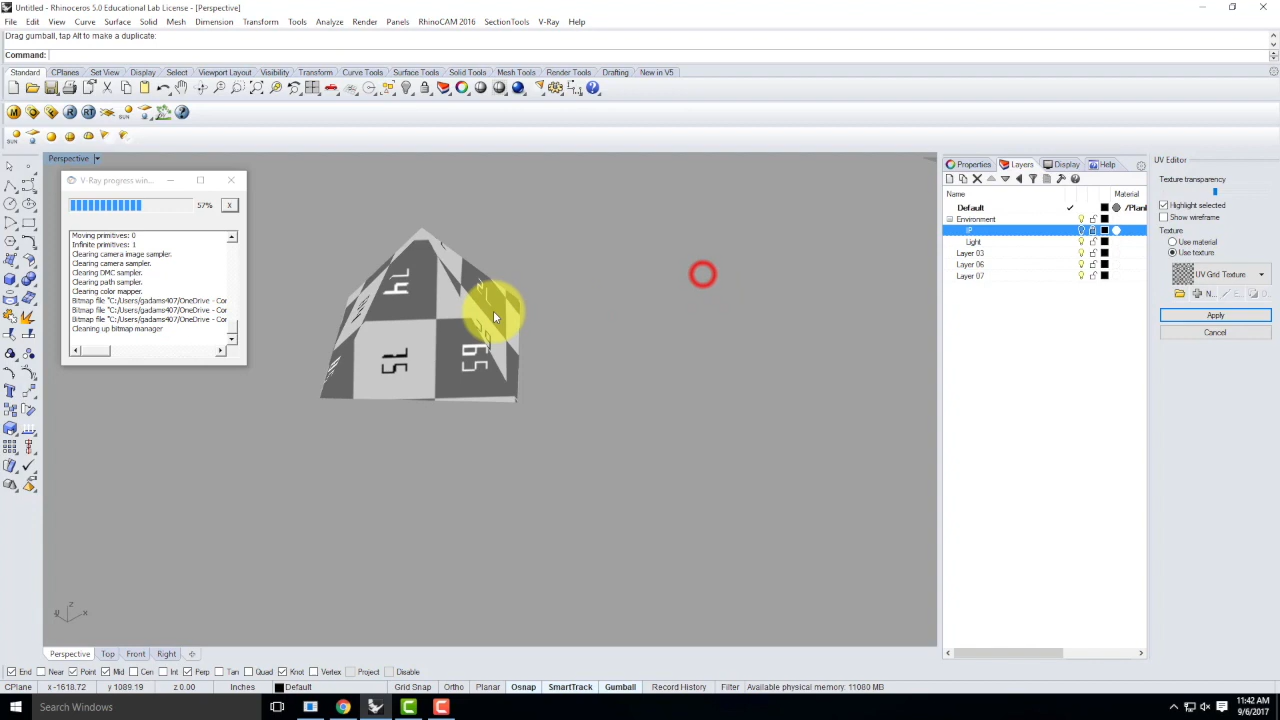 Untitled - Rhinoceros 5.0 Educational Lab License - [Perspective]
File Edit View Curve Surface Solid Mesh Dimension Transform Tools Analyze Render Panels RhinoCAM 2016 SectionTools V-Ray Help
Drag gumball, tap Alt to make a duplicate:
Command:
Standard CPlanes Set View Display Select Viewport Layout Visibility Transform Curve Tools Surface Tools Solid Tools Mesh Tools Render Tools Drafting New in V5
SUN
SUN
Perspective
V-Ray progress win...
57% X
Moving primitives: 0
Infinite primitives: 1
Clearing camera image sampler.
Clearing camera sampler.
Clearing DMC sampler.
Clearing path sampler.
Clearing color mapper.
Bitmap file "C:/Users/gadams407/OneDrive - Cor
Bitmap file "C:/Users/gadams407/OneDrive - Cor
Bitmap file "C:/Users/gadams407/OneDrive - Cor
Cleaning up bitmap manager
Properties Layers Display Help
Name Material
Default
Environment
IP
Light
Layer 03
Layer 06
Layer 07
UV Editor
Texture transparency
Highlight selected
Show wireframe
Texture
Use material
Use texture
UV Grid Texture
N...
Apply
Cancel
z
x
Perspective Top Front Right
End Near Point Mid Cen Int Perp Tan Quad Knot Vertex Project Disable
CPlane x-1618.72 y 1089.19 z 0.00 Inches Default Grid Snap Ortho Planar Osnap SmartTrack Gumball Record History Filter Available physical memory: 11080 MB
Search Windows
11:42 AM
9/6/2017